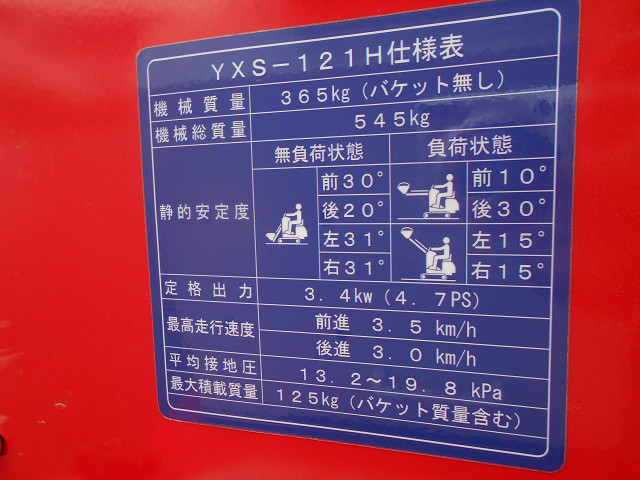 YXS－121H仕様表
機械質量 365kg（バケット無し）
機械総質量 545kg
静的安定度 無負荷状態 負荷状態
前30° 前10°
後20° 後30°
左31° 左15°
右31° 右15°
定格出力 3.4kw（4.7PS）
最高走行速度 前進 3.5 km/h
後進 3.0 km/h
平均接地圧 13.2～19.8 kPa
最大積載質量 125kg（バケット質量含む）